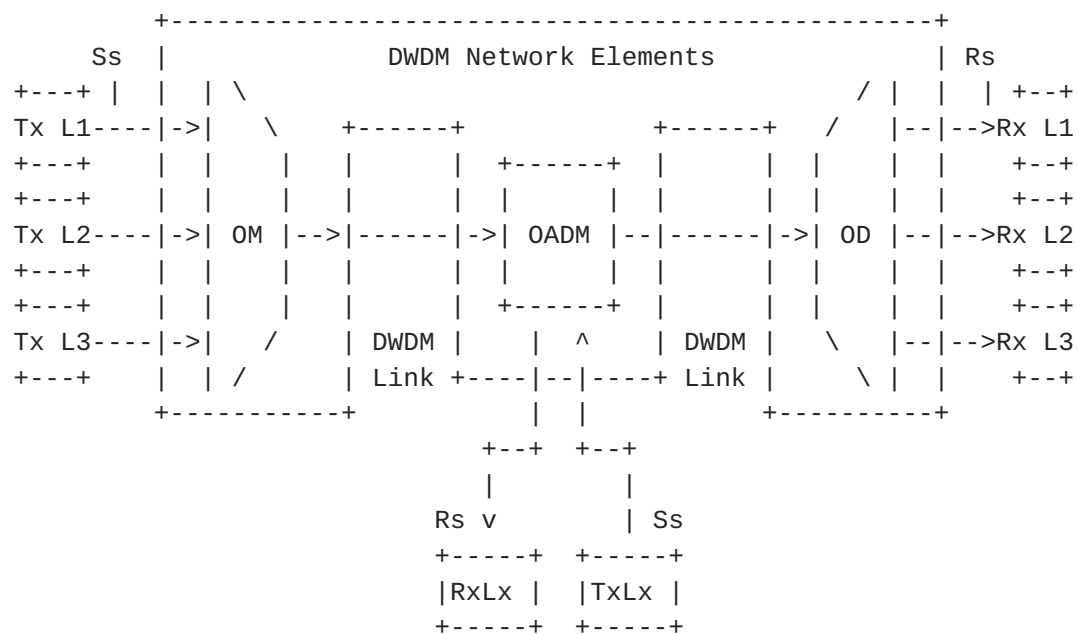 +--------------------------------------------------+
      Ss  |              DWDM Network Elements               | Rs
 +---+ |  |  | \                                       / |  |  | +--+
 Tx L1----|->|   \     +------+            +------+   /   |--|-->Rx L1
 +---+    |  |    |   |      |  +------+  |      |  |    |  |    +--+
 +---+    |  |    |   |      |  |      |  |      |  |    |  |    +--+
 Tx L2----|->| OM |-->|------|->| OADM |--|------|->| OD |--|-->Rx L2
 +---+    |  |    |   |      |  |      |  |      |  |    |  |    +--+
 +---+    |  |    |   |      |  +------+  |      |  |    |  |    +--+
 Tx L3----|->|   /    | DWDM |    |  ^    | DWDM |   \   |--|-->Rx L3
 +---+    |  | /      | Link +----|--|----+ Link |     \ |  |    +--+
          +-----------+           |  |           +----------+
                               +--+  +--+
                               |        |
                            Rs v        | Ss
                            +-----+  +-----+
                            |RxLx |  |TxLx |
                            +-----+  +-----+